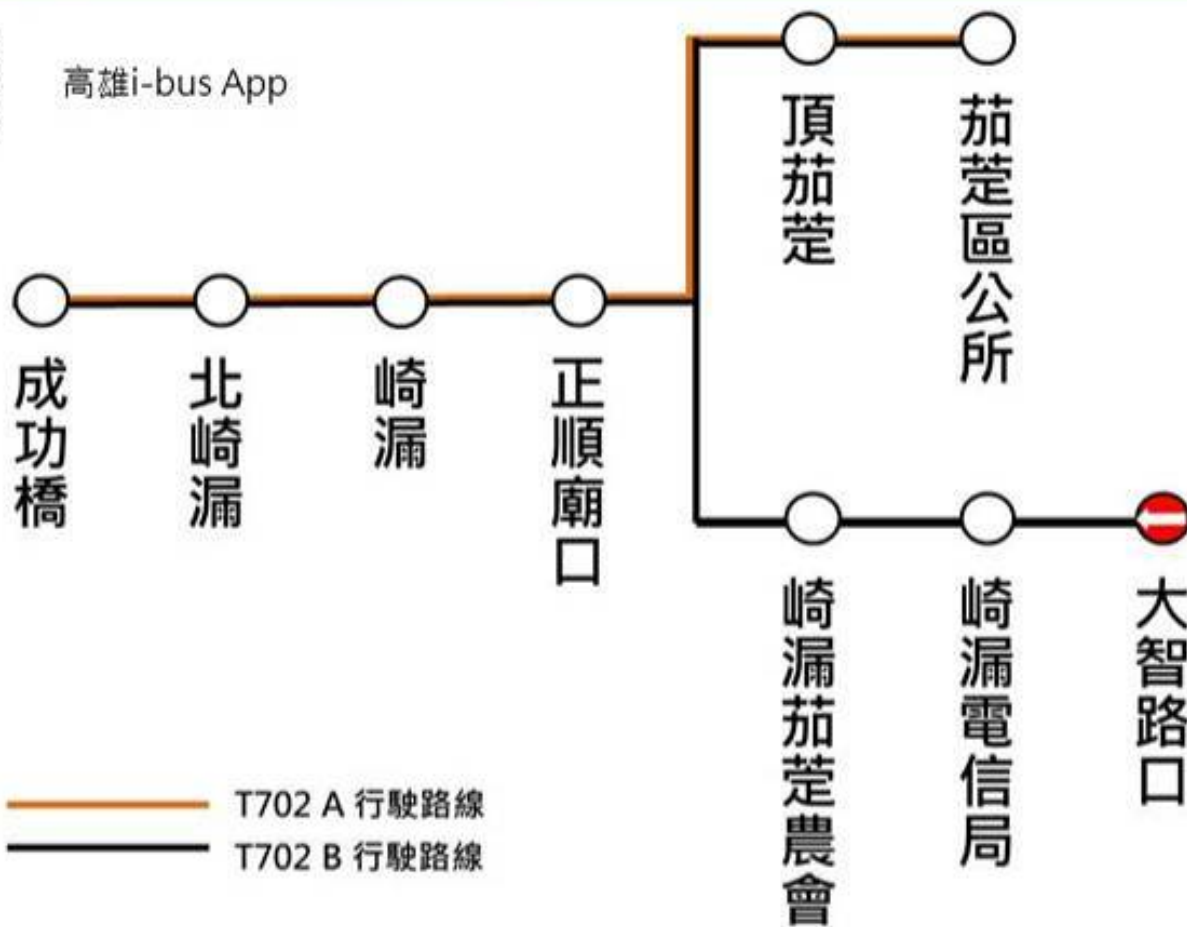 高雄i-bus App
頂茄萣
茄萣區公所
成功橋
北崎漏
崎漏
正順廟口
崎漏茄萣農會
崎漏電信局
大智路口
T702 A 行駛路線
T702 B 行駛路線